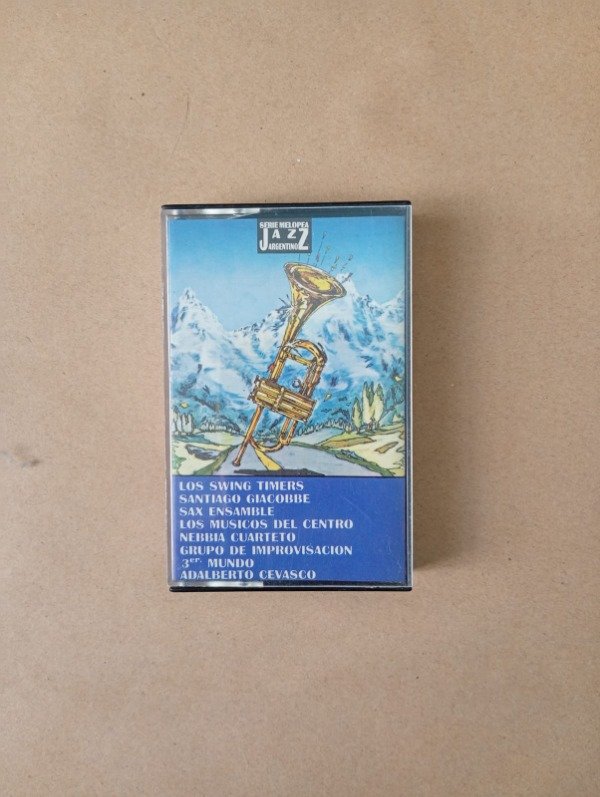 SERIE MELOPEA
JAZZ
ARGENTINO
LOS SWING TIMERS
SANTIAGO GIACOBBE
SAX ENSAMBLE
LOS MUSICOS DEL CENTRO
NEBBIA CUARTETO
GRUPO DE IMPROVISACION
3er. MUNDO
ADALBERTO CEVASCO